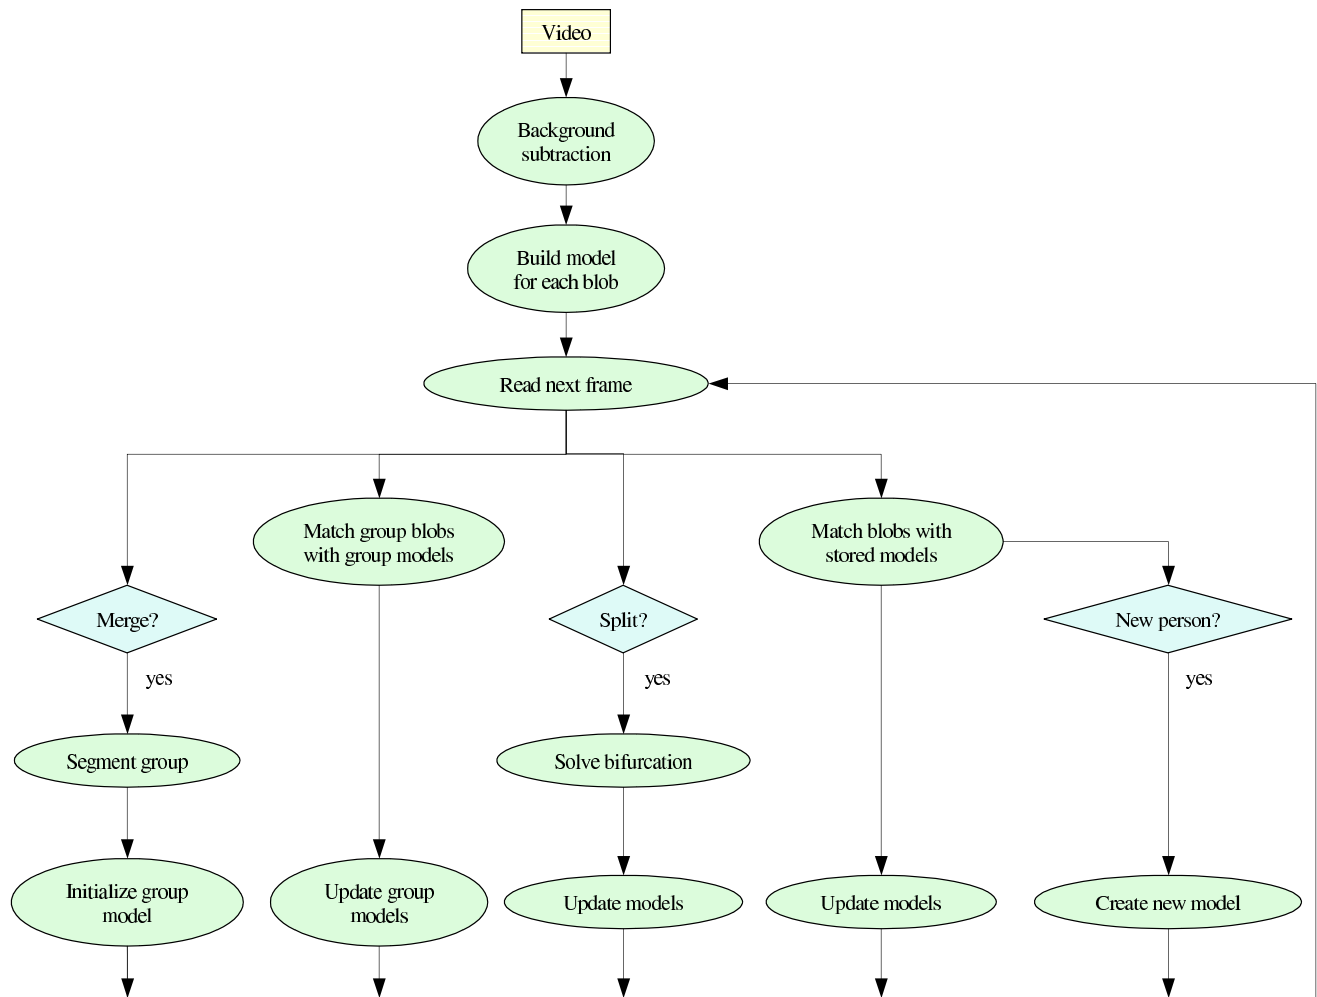 Video
Background
subtraction
Build model
for each blob
Read next frame
Match group blobs
with group models
Match blobs with
stored models
Merge?
Split?
New person?
yes
yes
yes
Segment group
Solve bifurcation
Initialize group
model
Update group
models
Update models
Update models
Create new model